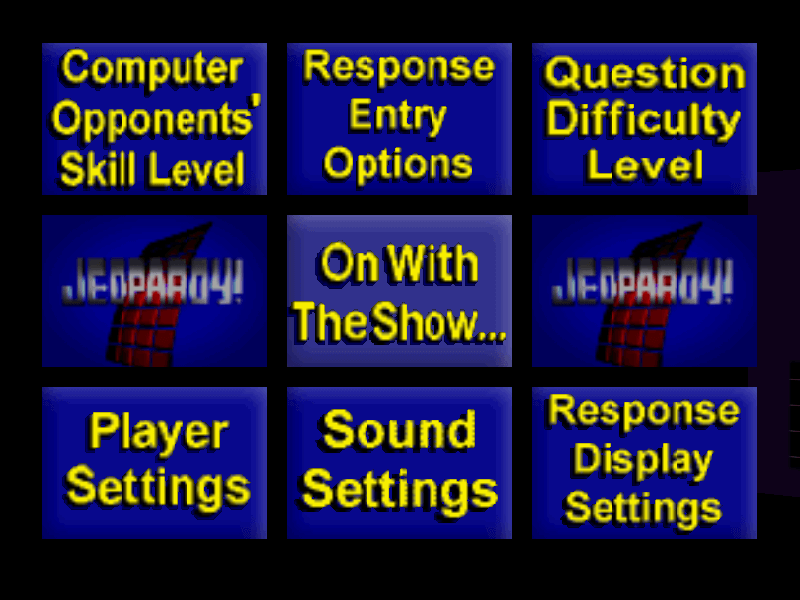 Computer
Opponents'
Skill Level
Response
Entry
Options
Question
Difficulty
Level
JEOPARDY!
On With
The Show...
JEOPARDY!
Player
Settings
Sound
Settings
Response
Display
Settings